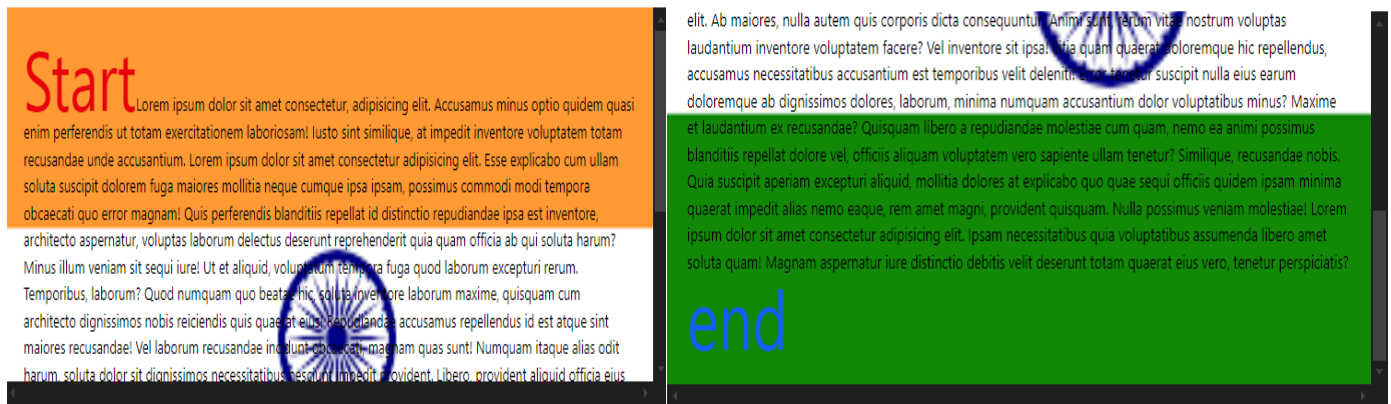 Start Lorem ipsum dolor sit amet consectetur, adipisicing elit. Accusamus minus optio quidem quasi
enim perferendis ut totam exercitationem laboriosam! Iusto sint similique, at impedit inventore voluptatem totam
recusandae unde accusantium. Lorem ipsum dolor sit amet consectetur adipisicing elit. Esse explicabo cum ullam
soluta suscipit dolorem fuga maiores mollitia neque cumque ipsa ipsam, possimus commodi modi tempora
obcaecati quo error magnam! Quis perferendis blanditiis repellat id distinctio repudiandae ipsa est inventore,
architecto aspernatur, voluptas laborum delectus deserunt reprehenderit quia quam officia ab qui soluta harum?
Minus illum veniam sit sequi iure! Ut et aliquid, voluptatum tempora fuga quod laborum excepturi rerum.
Temporibus, laborum? Quod numquam quo beatae hic, soluta inventore laborum maxime, quisquam cum
architecto dignissimos nobis reiciendis quis quaerat eius! Repudiandae accusamus repellendus id est atque sint
maiores recusandae! Vel laborum recusandae incidunt obcaecati, magnam quas sunt! Numquam itaque alias odit
harum, soluta dolor sit dignissimos necessitatibus nesciunt impedit provident. Libero, provident aliquid officia eius
elit. Ab maiores, nulla autem quis corporis dicta consequuntur. Animi sunt, rerum vitae nostrum voluptas
laudantium inventore voluptatem facere? Vel inventore sit ipsa! Officia quam quaerat doloremque hic repellendus,
accusamus necessitatibus accusantium est temporibus velit deleniti! Error tenetur suscipit nulla eius earum
doloremque ab dignissimos dolores, laborum, minima numquam accusantium dolor voluptatibus minus? Maxime
et laudantium ex recusandae? Quisquam libero a repudiandae molestiae cum quam, nemo ea animi possimus
blanditiis repellat dolore vel, officiis aliquam voluptatem vero sapiente ullam tenetur? Similique, recusandae nobis.
Quia suscipit aperiam excepturi aliquid, mollitia dolores at explicabo quo quae sequi officiis quidem ipsam minima
quaerat impedit alias nemo eaque, rem amet magni, provident quisquam. Nulla possimus veniam molestiae! Lorem
ipsum dolor sit amet consectetur adipisicing elit. Ipsam necessitatibus quia voluptatibus assumenda libero amet
soluta quam! Magnam aspernatur iure distinctio debitis velit deserunt totam quaerat eius vero, tenetur perspiciatis?
end